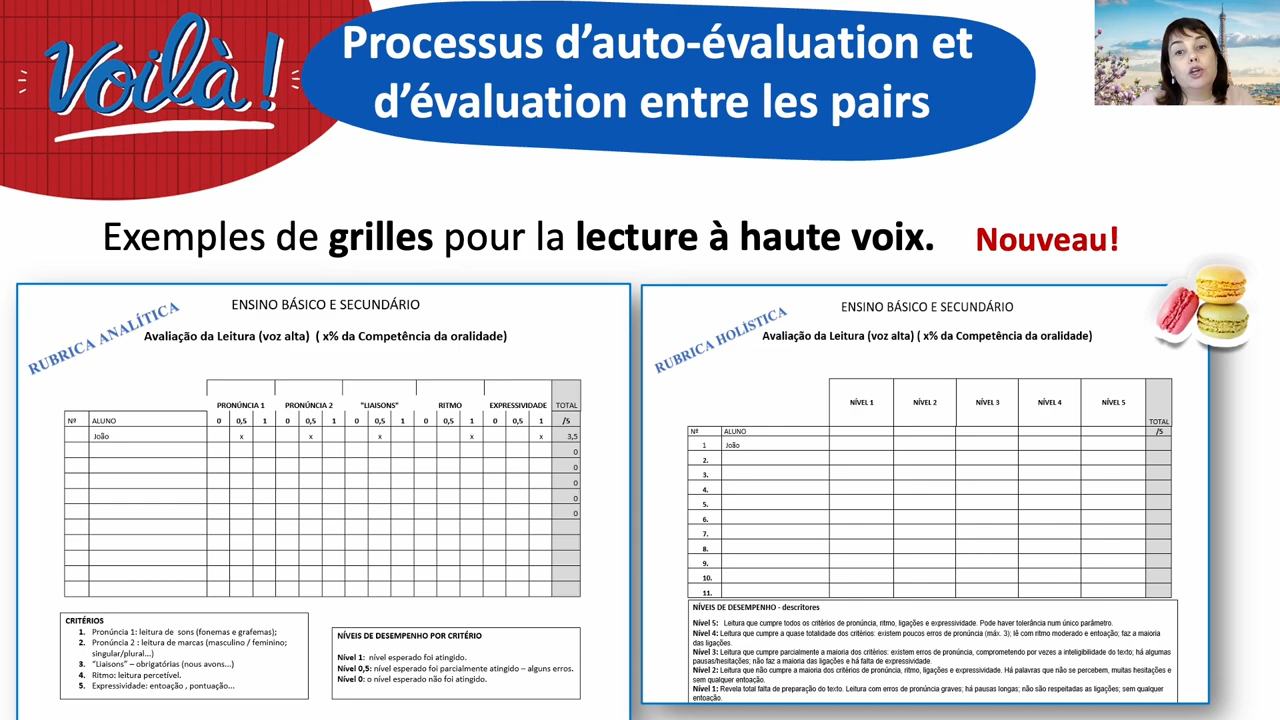 voilà!
Processus d’auto-évaluation et
d’évaluation entre les pairs
Exemples de grilles pour la lecture à haute voix. Nouveau!
RUBRICA ANALÍTICA
ENSINO BÁSICO E SECUNDÁRIO
Avaliação da Leitura (voz alta) ( x% da Competência da oralidade)
PRONÚNCIA 1 PRONÚNCIA 2 "LIAISONS" RITMO EXPRESSIVIDADE TOTAL
Nº ALUNO 0 0,5 1 0 0,5 1 0 0,5 1 0 0,5 1 0 0,5 1 /5
João x x x x x 3,5
0
0
0
0
0
CRITÉRIOS
1. Pronúncia 1: leitura de sons (fonemas e grafemas);
2. Pronúncia 2 : leitura de marcas (masculino / feminino;
singular/plural...)
3. “Liaisons” – obrigatórias (nous avons...)
4. Ritmo: leitura percetível.
5. Expressividade: entoação , pontuação...
NÍVEIS DE DESEMPENHO POR CRITÉRIO
Nível 1: nível esperado foi atingido.
Nível 0,5: nível esperado foi parcialmente atingido – alguns erros.
Nível 0: o nível esperado não foi atingido.
RUBRICA HOLÍSTICA
ENSINO BÁSICO E SECUNDÁRIO
Avaliação da Leitura (voz alta) ( x% da Competência da oralidade)
NÍVEL 1 NÍVEL 2 NÍVEL 3 NÍVEL 4 NÍVEL 5
TOTAL
Nº ALUNO /5
1 João
2.
3.
4.
5.
6.
7.
8.
9.
10.
11.
NÍVEIS DE DESEMPENHO - descritores
Nível 5: Leitura que cumpre todos os critérios de pronúncia, ritmo, ligações e expressividade. Pode haver tolerância num único parâmetro.
Nível 4: Leitura que cumpre a quase totalidade dos critérios: existem poucos erros de pronúncia (máx. 3); lê com ritmo moderado e entoação; faz a maioria
das ligações.
Nível 3: Leitura que cumpre parcialmente a maioria dos critérios: existem erros de pronúncia, comprometendo por vezes a inteligibilidade do texto; há algumas
pausas/hesitações; não faz a maioria das ligações e há falta de expressividade.
Nível 2: Leitura que não cumpre a maioria dos critérios de pronúncia, ritmo, ligações e expressividade. Há palavras que não se percebem, muitas hesitações e
sem qualquer entoação.
Nível 1: Revela total falta de preparação do texto. Leitura com erros de pronúncia graves; há pausas longas; não são respeitadas as ligações; sem qualquer
entoação.